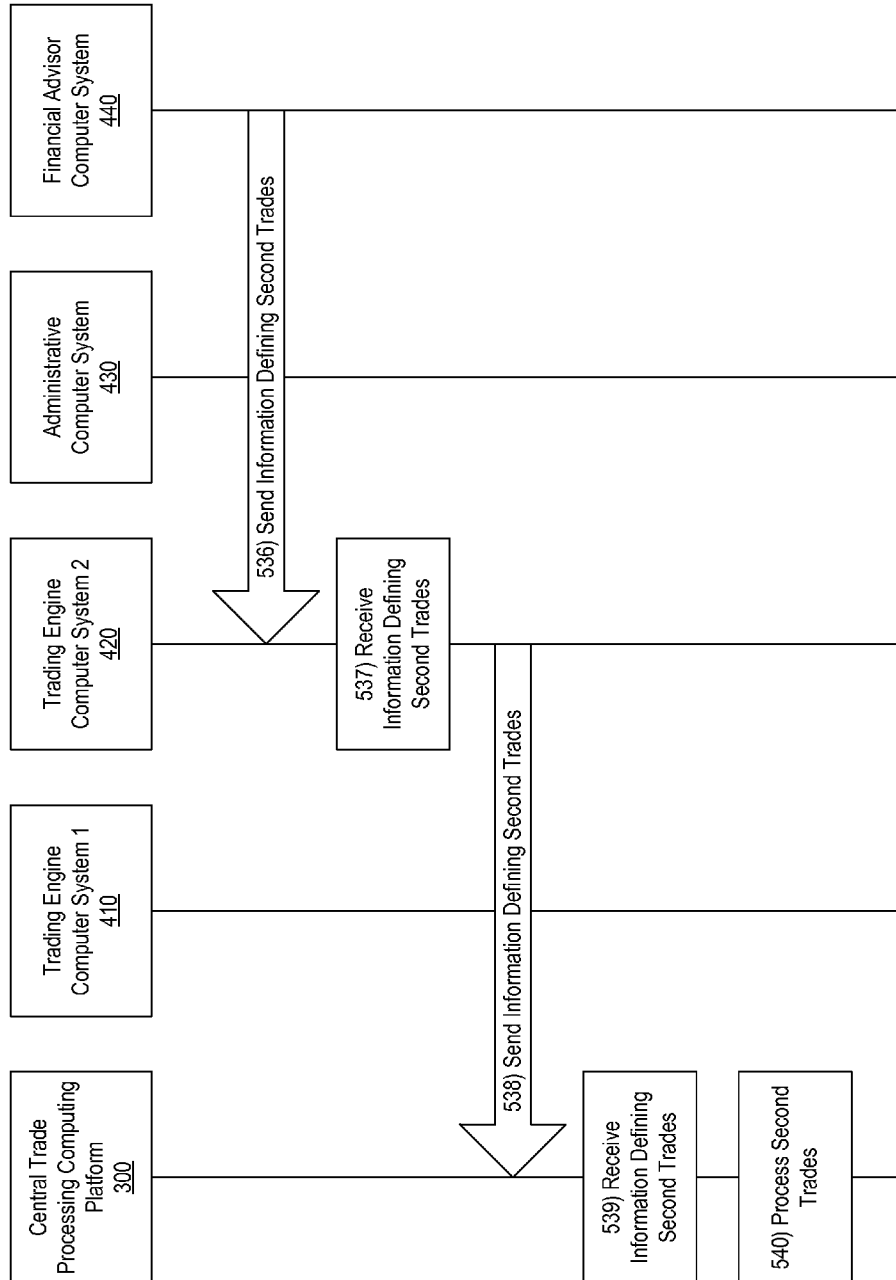 Central Trade
Processing Computing
Platform
300
Trading Engine
Computer System 1
410
Trading Engine
Computer System 2
420
Administrative
Computer System
430
Financial Advisor
Computer System
440
536) Send Information Defining Second Trades
537) Receive
Information Defining
Second Trades
538) Send Information Defining Second Trades
539) Receive
Information Defining
Second Trades
540) Process Second
Trades